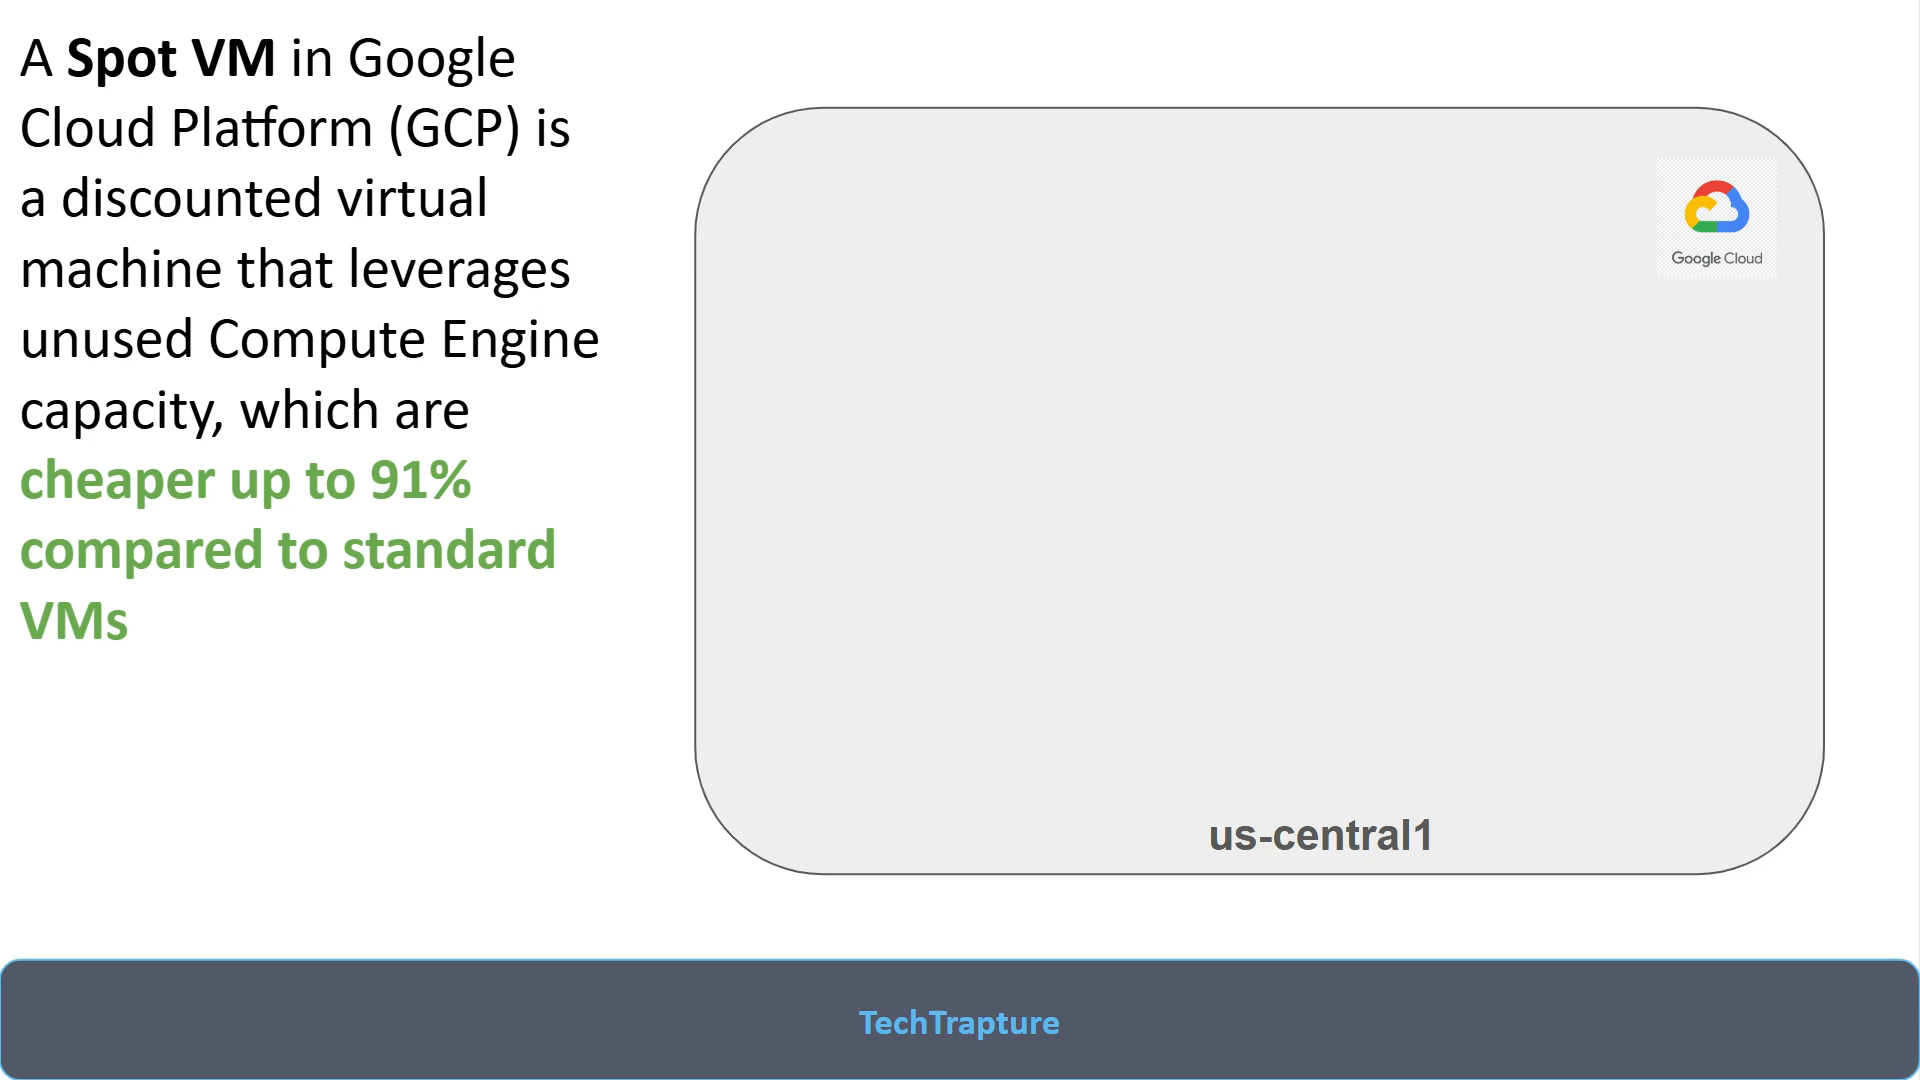 A Spot VM in Google
Cloud Platform (GCP) is
a discounted virtual
machine that leverages
unused Compute Engine
capacity, which are
cheaper up to 91%
compared to standard
VMs
Google Cloud
us-central1
TechTrapture